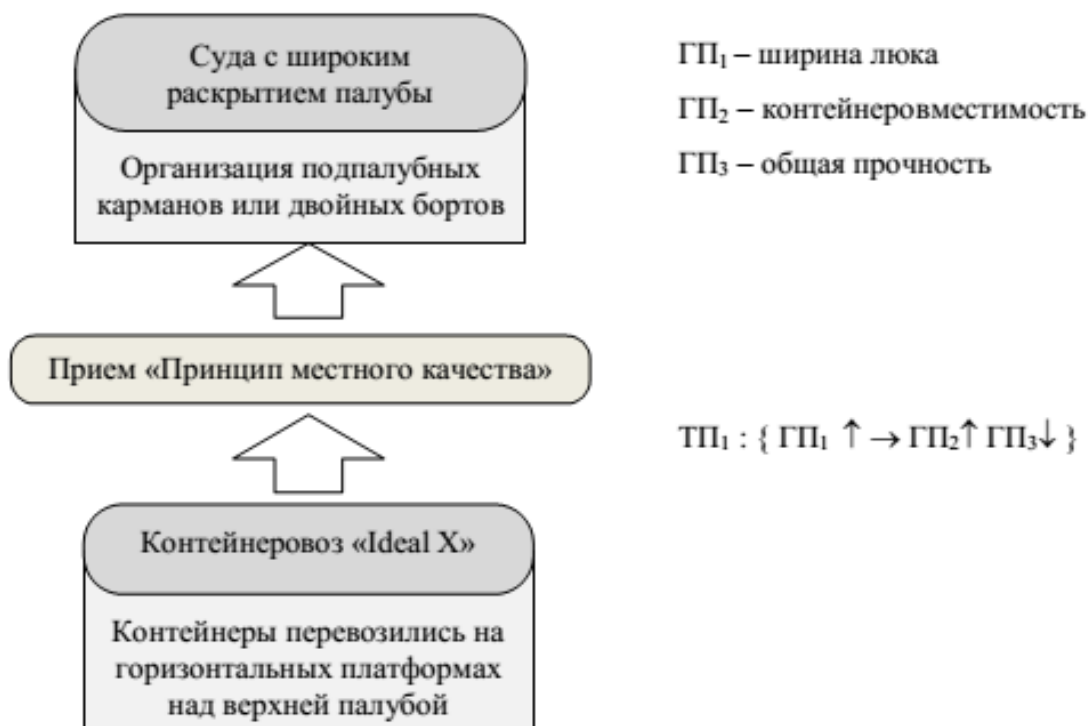 Суда с широким
раскрытием палубы
Организация подпалубных
карманов или двойных бортов
ГП₁ – ширина люка
ГП₂ – контейнеровместимость
ГП₃ – общая прочность
Прием «Принцип местного качества»
ТП₁ : { ГП₁ ↑ → ГП₂↑ ГП₃↓ }
Контейнеровоз «Ideal X»
Контейнеры перевозились на
горизонтальных платформах
над верхней палубой